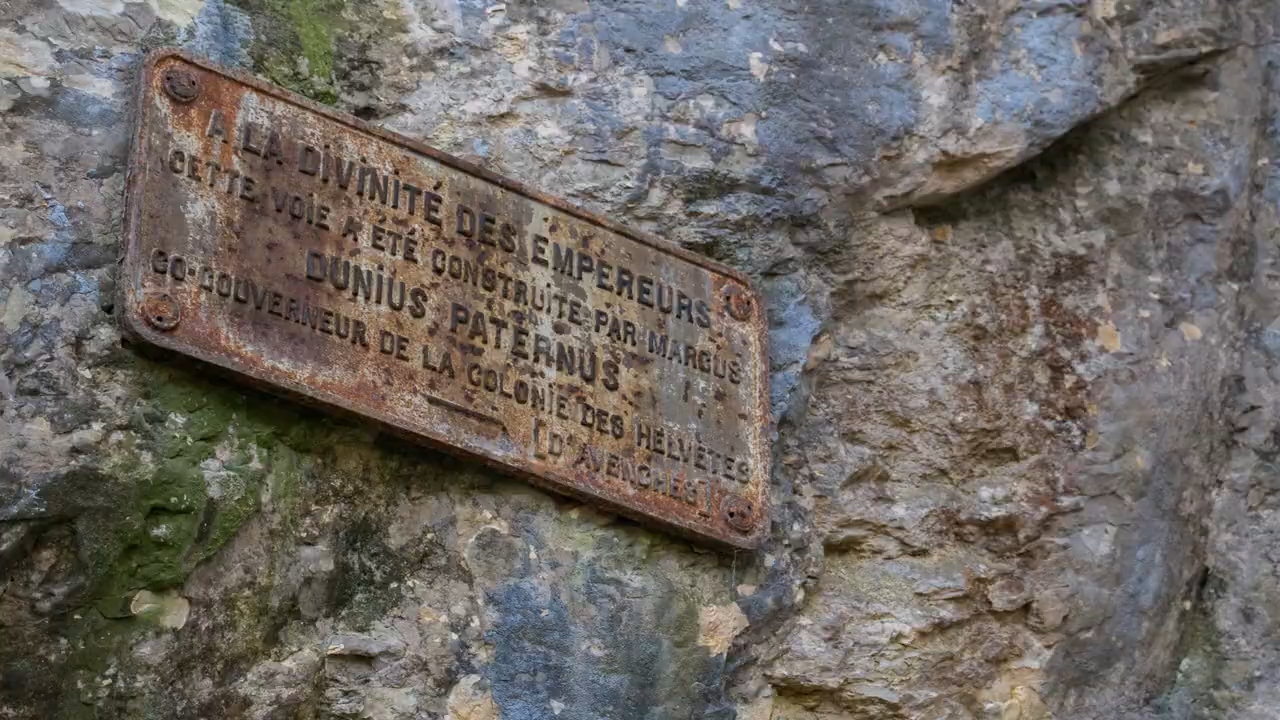 A LA DIVINITÉ DES EMPEREURS
CETTE VOIE A ÉTÉ CONSTRUITE PAR MARCUS
DUNIUS PATERNUS
CO-GOUVERNEUR DE LA COLONIE DES HELVÈTES
[D'AVENCHES]